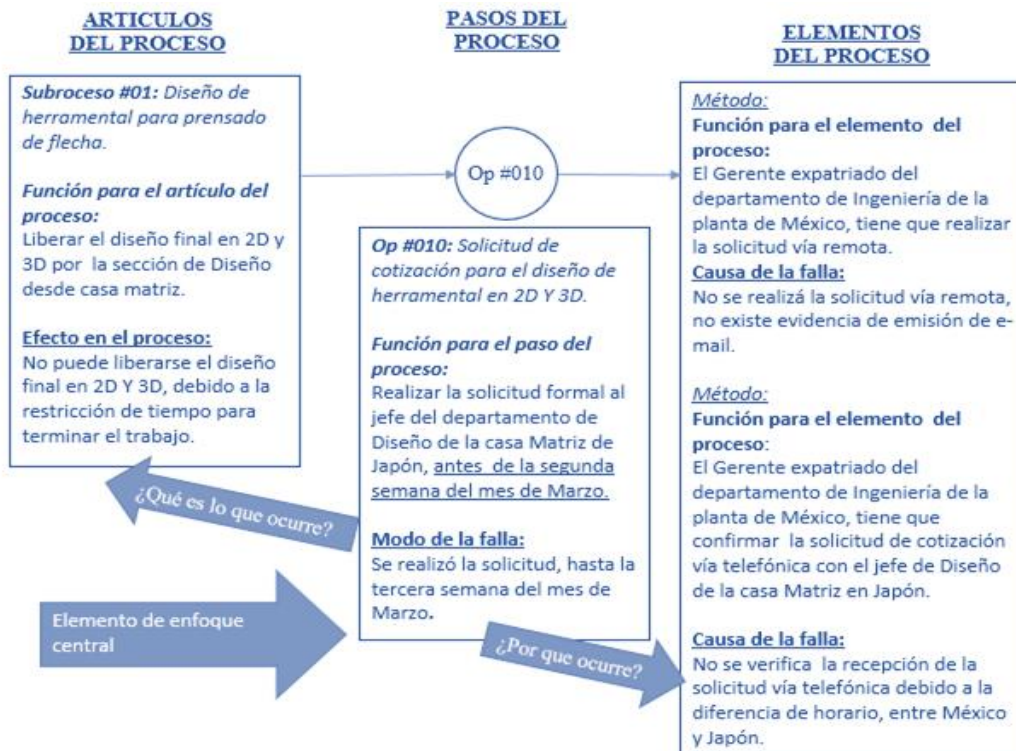 ARTICULOS
DEL PROCESO
Subroceso #01: Diseño de
herramental para prensado
de flecha.
Función para el artículo del
proceso:
Liberar el diseño final en 2D y
3D por la sección de Diseño
desde casa matriz.
Efecto en el proceso:
No puede liberarse el diseño
final en 2D Y 3D, debido a la
restricción de tiempo para
terminar el trabajo.
¿Qué es lo que ocurre?
Elemento de enfoque
central
PASOS DEL
PROCESO
Op #010
Op #010: Solicitud de
cotización para el diseño de
herramental en 2D Y 3D.
Función para el paso del
proceso:
Realizar la solicitud formal al
jefe del departamento de
Diseño de la casa Matriz de
Japón, antes de la segunda
semana del mes de Marzo.
Modo de la falla:
Se realizó la solicitud, hasta la
tercera semana del mes de
Marzo.
¿Por que ocurre?
ELEMENTOS
DEL PROCESO
Método:
Función para el elemento del
proceso:
El Gerente expatriado del
departamento de Ingeniería de la
planta de México, tiene que realizar
la solicitud vía remota.
Causa de la falla:
No se realizá la solicitud vía remota,
no existe evidencia de emisión de e-
mail.
Método:
Función para el elemento del
proceso:
El Gerente expatriado del
departamento de Ingeniería de la
planta de México, tiene que
confirmar la solicitud de cotización
vía telefónica con el jefe de Diseño
de la casa Matriz en Japón.
Causa de la falla:
No se verifica la recepción de la
solicitud vía telefónica debido a la
diferencia de horario, entre México
y Japón.